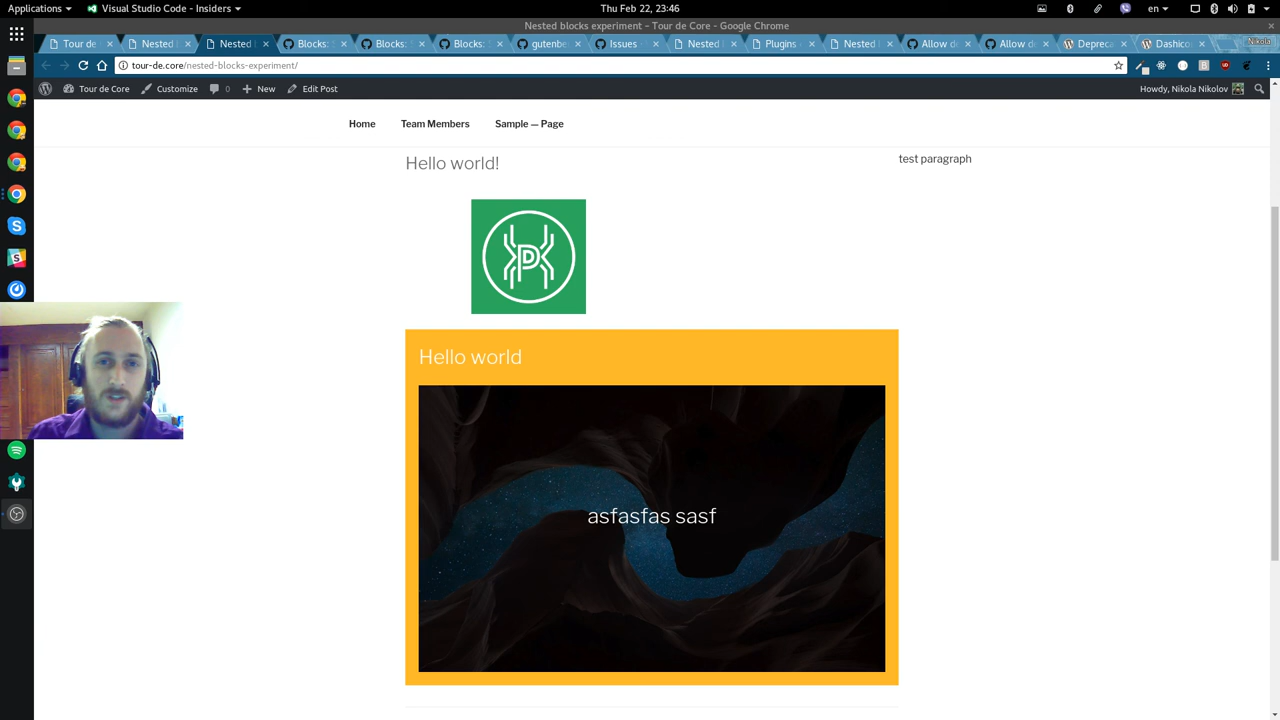 Applications
Visual Studio Code - Insiders
Thu Feb 22, 23:46
en
Nested blocks experiment – Tour de Core - Google Chrome
Tour de
Nested
Nested
Blocks:
Blocks:
Blocks:
gutenbe
Issues
Nested
Plugins
Nested
Allow de
Allow de
Depreca
Dashico
Nikola
tour-de.core/nested-blocks-experiment/
Tour de Core
Customize
0
New
Edit Post
Howdy, Nikola Nikolov
Home
Team Members
Sample — Page
Hello world!
test paragraph
Hello world
asfasfas sasf